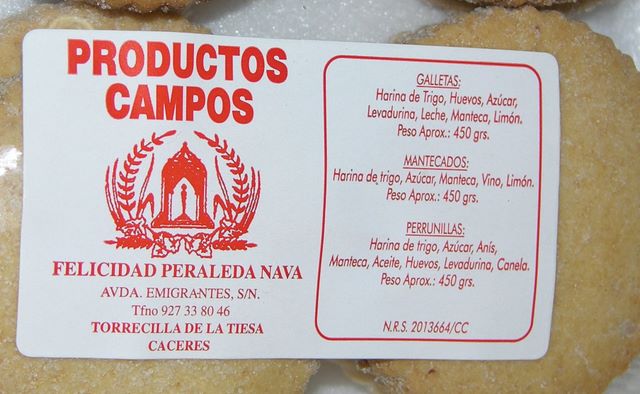 PRODUCTOS
CAMPOS
FELICIDAD PERALEDA NAVA
AVDA. EMIGRANTES, S/N.
Tfno 927 33 80 46
TORRECILLA DE LA TIESA
CACERES
GALLETAS:
Harina de Trigo, Huevos, Azúcar,
Levadurina, Leche, Manteca, Limón.
Peso Aprox.: 450 grs.
MANTECADOS:
Harina de trigo, Azúcar, Manteca, Vino, Limón.
Peso Aprox.: 450 grs.
PERRUNILLAS:
Harina de trigo, Azúcar, Anís,
Manteca, Aceite, Huevos, Levadurina, Canela.
Peso Aprox.: 450 grs.
N.R.S. 2013664/CC